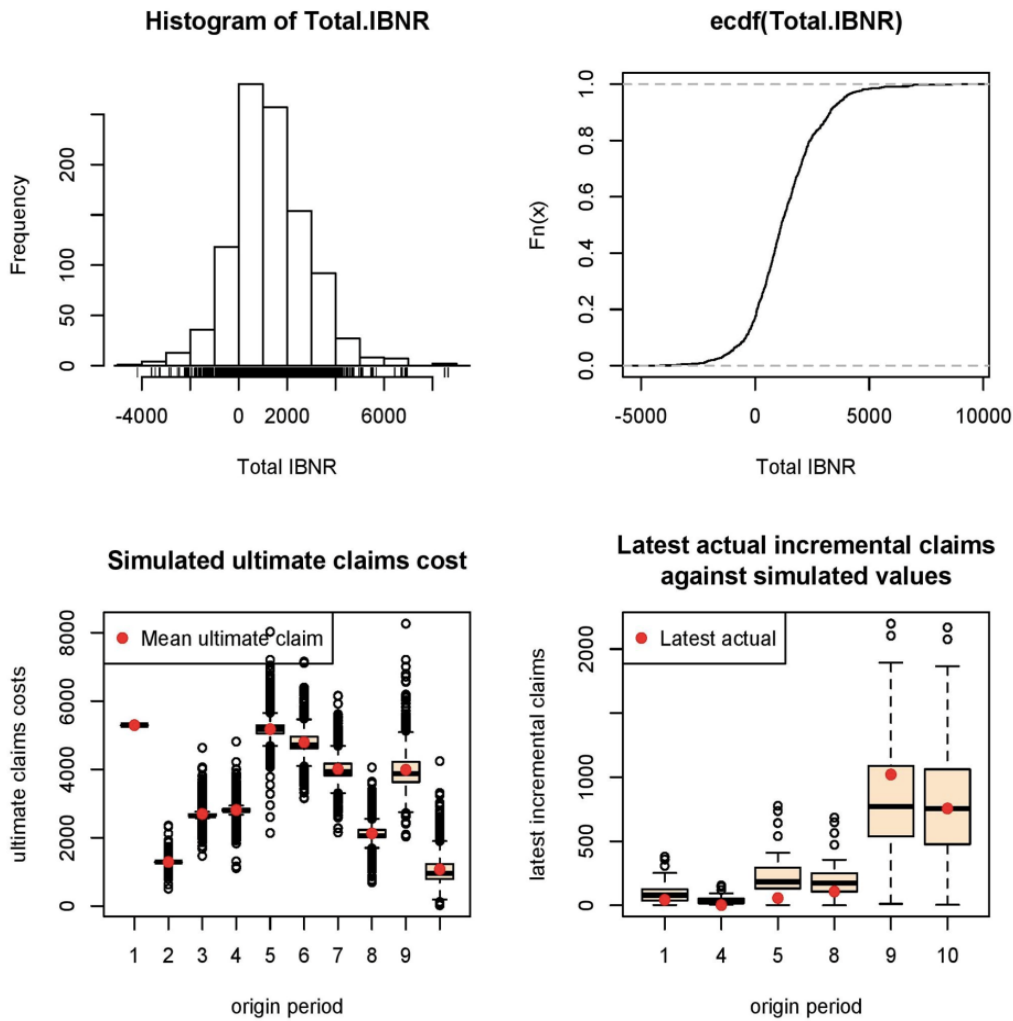 Histogram of Total.IBNR
Frequency
0 50 100 200
-4000 0 2000 6000
Total IBNR
ecdf(Total.IBNR)
Fn(x)
0.0 0.2 0.4 0.6 0.8 1.0
-5000 0 5000 10000
Total IBNR
Simulated ultimate claims cost
Mean ultimate claim
ultimate claims costs
0 2000 4000 6000 8000
1 2 3 4 5 6 7 8 9
origin period
Latest actual incremental claims
against simulated values
Latest actual
latest incremental claims
0 500 1000 2000
1 4 5 8 9 10
origin period